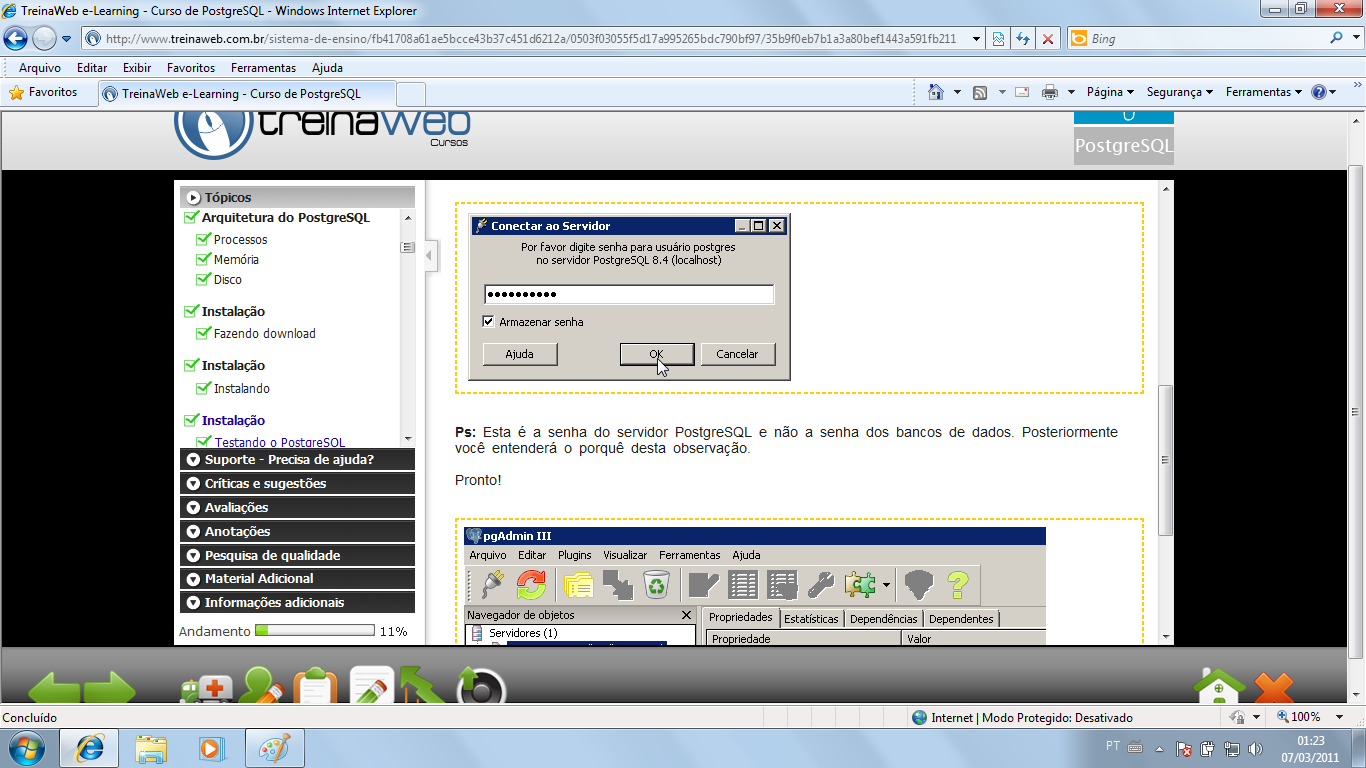 TreinaWeb e-Learning - Curso de PostgreSQL - Windows Internet Explorer
http://www.treinaweb.com.br/sistema-de-ensino/fb41708a61ae5bcce43b37c451d6212a/0503f03055f5d17a995265bdc790bf97/35b9f0eb7b1a3a80bef1443a591fb211
Bing
Arquivo Editar Exibir Favoritos Ferramentas Ajuda
Favoritos
TreinaWeb e-Learning - Curso de PostgreSQL
Página Segurança Ferramentas
treinaweb
Cursos
PostgreSQL
Tópicos
Arquitetura do PostgreSQL
Processos
Memória
Disco
Instalação
Fazendo download
Instalação
Instalando
Instalação
Testando o PostgreSQL
Suporte - Precisa de ajuda?
Críticas e sugestões
Avaliações
Anotações
Pesquisa de qualidade
Material Adicional
Informações adicionais
Andamento 11%
Conectar ao Servidor
Por favor digite senha para usuário postgres
no servidor PostgreSQL 8.4 (localhost)
Armazenar senha
Ajuda OK Cancelar
Ps: Esta é a senha do servidor PostgreSQL e não a senha dos bancos de dados. Posteriormente
você entenderá o porquê desta observação.
Pronto!
pgAdmin III
Arquivo Editar Plugins Visualizar Ferramentas Ajuda
Navegador de objetos
Servidores (1)
Propriedades Estatísticas Dependências Dependentes
Propriedade Valor
Concluído
Internet | Modo Protegido: Desativado
100%
PT
01:23
07/03/2011